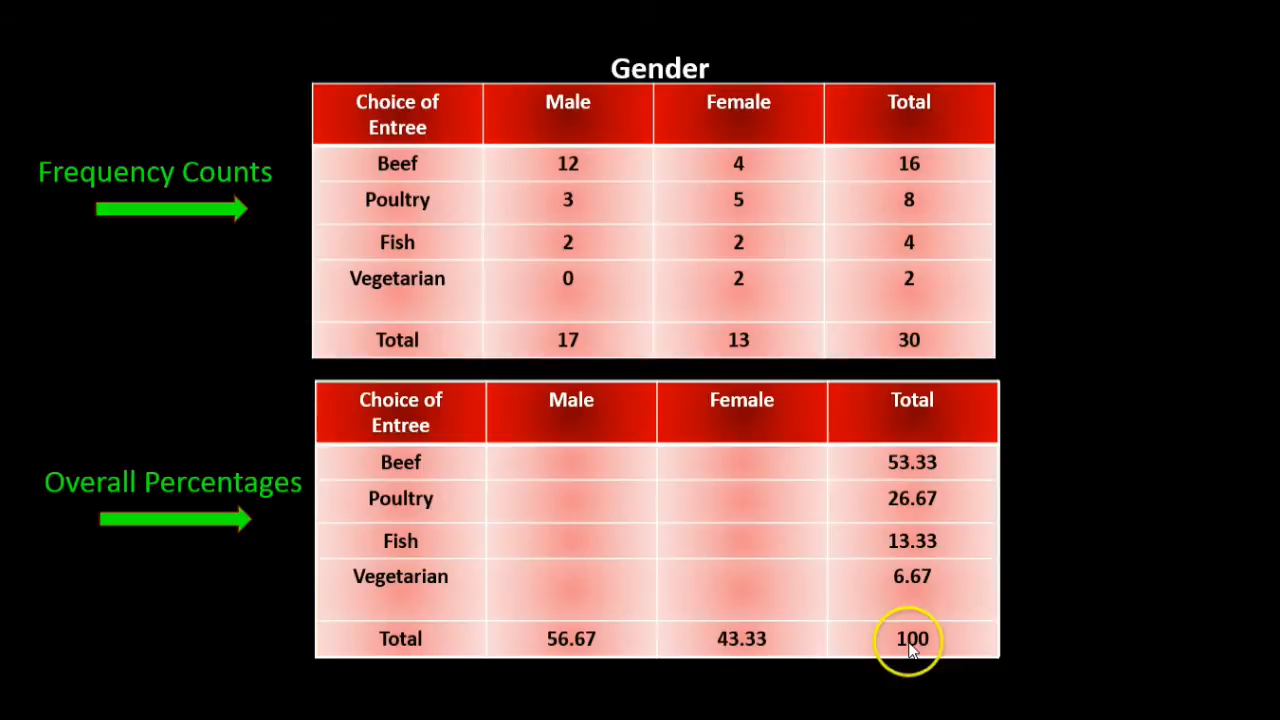 Gender
Choice of Entree Male Female Total
Frequency Counts
Beef 12 4 16
Poultry 3 5 8
Fish 2 2 4
Vegetarian 0 2 2
Total 17 13 30
Choice of Entree Male Female Total
Overall Percentages
Beef 53.33
Poultry 26.67
Fish 13.33
Vegetarian 6.67
Total 56.67 43.33 100